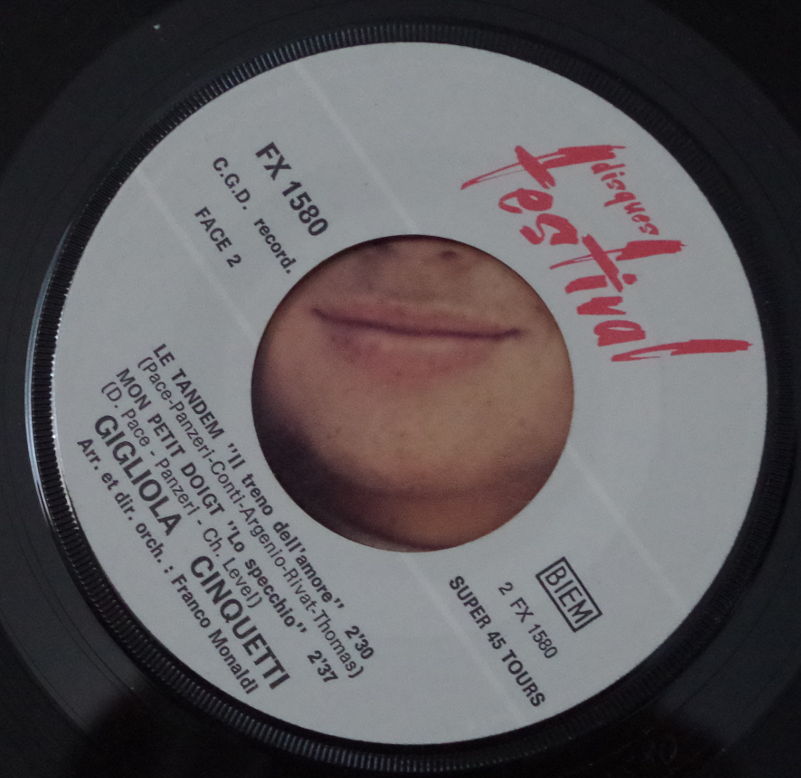 disques
festival
FX 1580
C.G.D. record.
FACE 2
BIEM
2 FX 1580
SUPER 45 TOURS
LE TANDEM "Il treno dell'amore" 2'30
(Pace-Panzeri-Conti-Argenio-Rivat-Thomas)
MON PETIT DOIGT "Lo specchio" 2'37
(D. Pace - Panzeri - Ch. Level)
GIGLIOLA CINQUETTI
Arr. et dir. orch. : Franco Monaldi